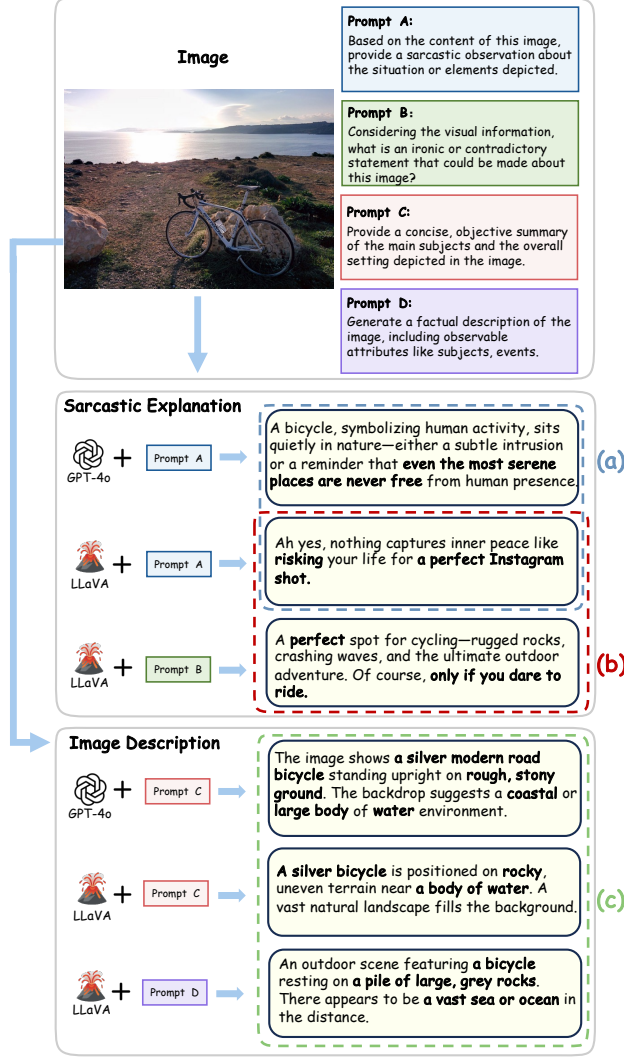 Image
Prompt A:
Based on the content of this image,
provide a sarcastic observation about
the situation or elements depicted.
Prompt B:
Considering the visual information,
what is an ironic or contradictory
statement that could be made about
this image?
Prompt C:
Provide a concise, objective summary
of the main subjects and the overall
setting depicted in the image.
Prompt D:
Generate a factual description of the
image, including observable
attributes like subjects, events.
Sarcastic Explanation
GPT-4o
+
Prompt A
A bicycle, symbolizing human activity, sits
quietly in nature—either a subtle intrusion
or a reminder that even the most serene
places are never free from human presence.
(a)
LLaVA
+
Prompt A
Ah yes, nothing captures inner peace like
risking your life for a perfect Instagram
shot.
LLaVA
+
Prompt B
A perfect spot for cycling—rugged rocks,
crashing waves, and the ultimate outdoor
adventure. Of course, only if you dare to
ride.
(b)
Image Description
GPT-4o
+
Prompt C
The image shows a silver modern road
bicycle standing upright on rough, stony
ground. The backdrop suggests a coastal or
large body of water environment.
LLaVA
+
Prompt C
A silver bicycle is positioned on rocky,
uneven terrain near a body of water. A
vast natural landscape fills the background.
(c)
LLaVA
+
Prompt D
An outdoor scene featuring a bicycle
resting on a pile of large, grey rocks.
There appears to be a vast sea or ocean in
the distance.